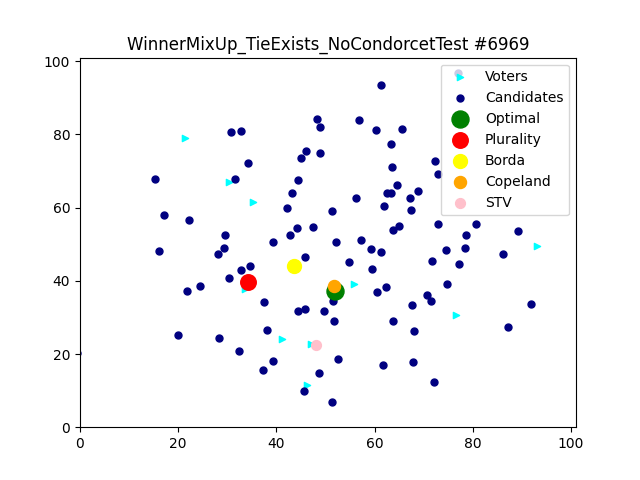 WinnerMixUp_TieExists_NoCondorcetTest #6969
100
80
60
40
20
0
0
20
40
60
80
100
Voters
Candidates
Optimal
Plurality
Borda
Copeland
STV